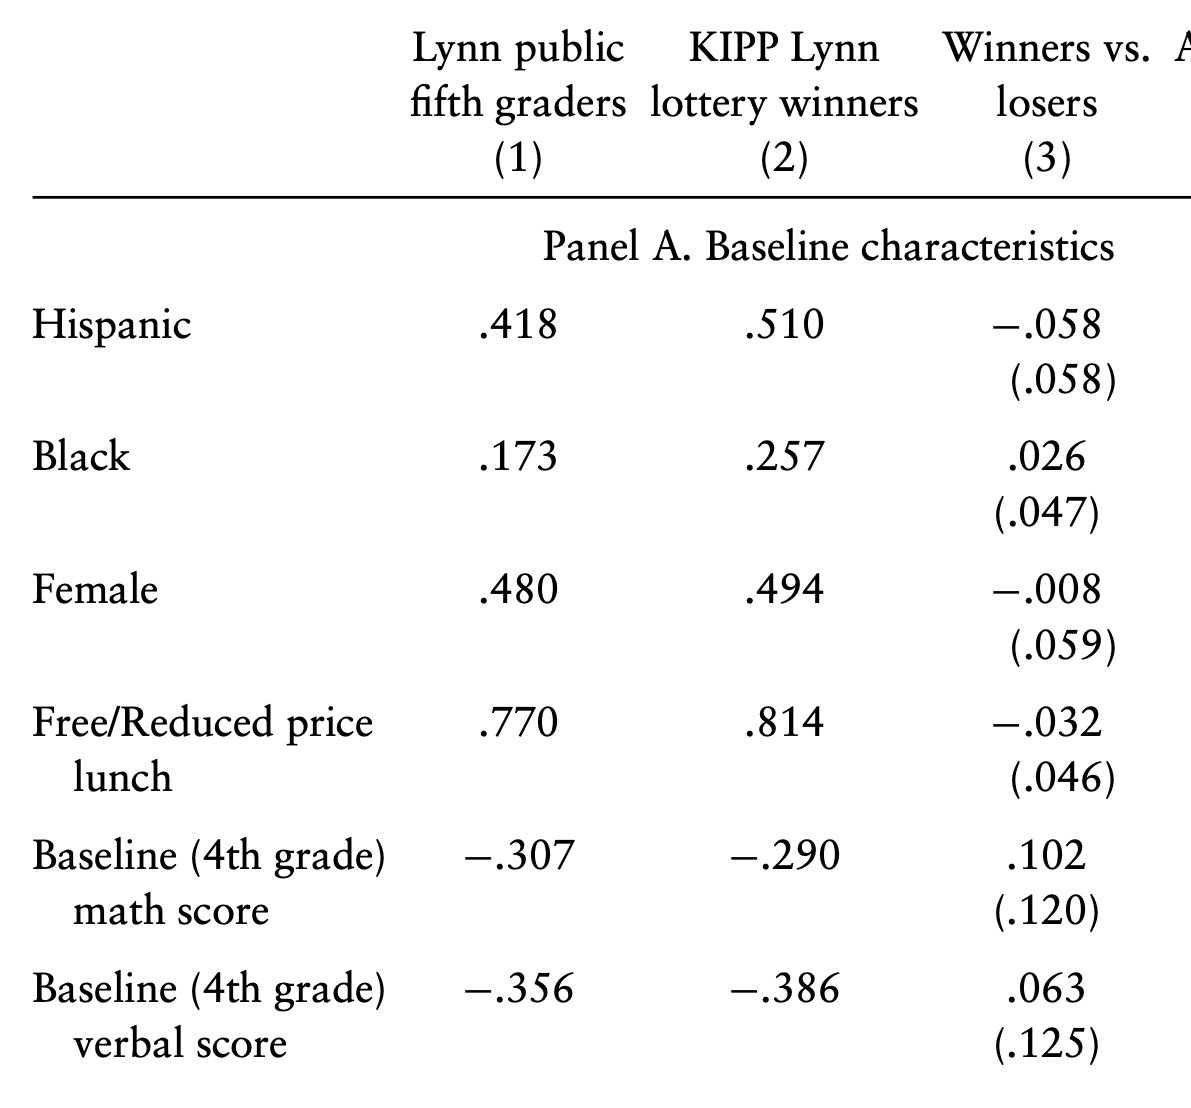 Lynn public KIPP Lynn Winners vs. A
fifth graders lottery winners losers
(1) (2) (3)
Panel A. Baseline characteristics
Hispanic .418 .510 −.058
(.058)
Black .173 .257 .026
(.047)
Female .480 .494 −.008
(.059)
Free/Reduced price .770 .814 −.032
lunch (.046)
Baseline (4th grade) −.307 −.290 .102
math score (.120)
Baseline (4th grade) −.356 −.386 .063
verbal score (.125)